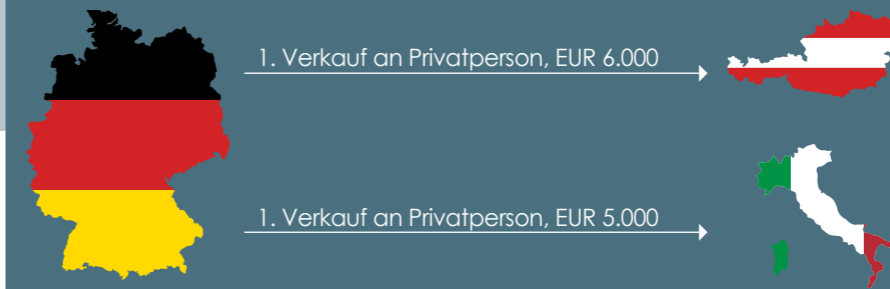 1. Verkauf an Privatperson, EUR 6.000
1. Verkauf an Privatperson, EUR 5.000